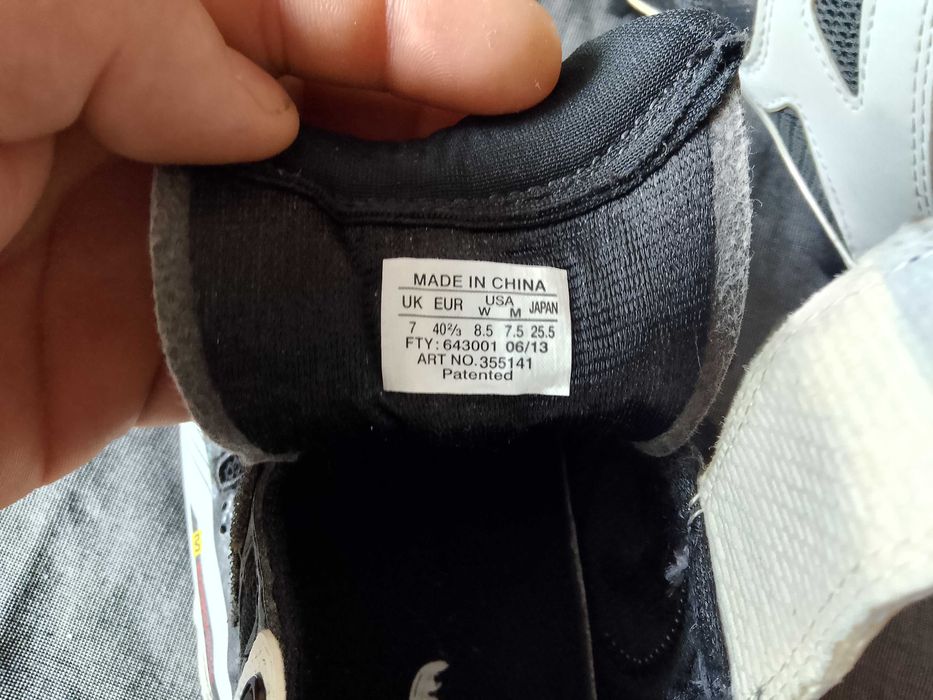 MADE IN CHINA
UK EUR USA W M JAPAN
7 40²/₃ 8.5 7.5 25.5
FTY: 643001 06/13
ART NO. 355141
Patented